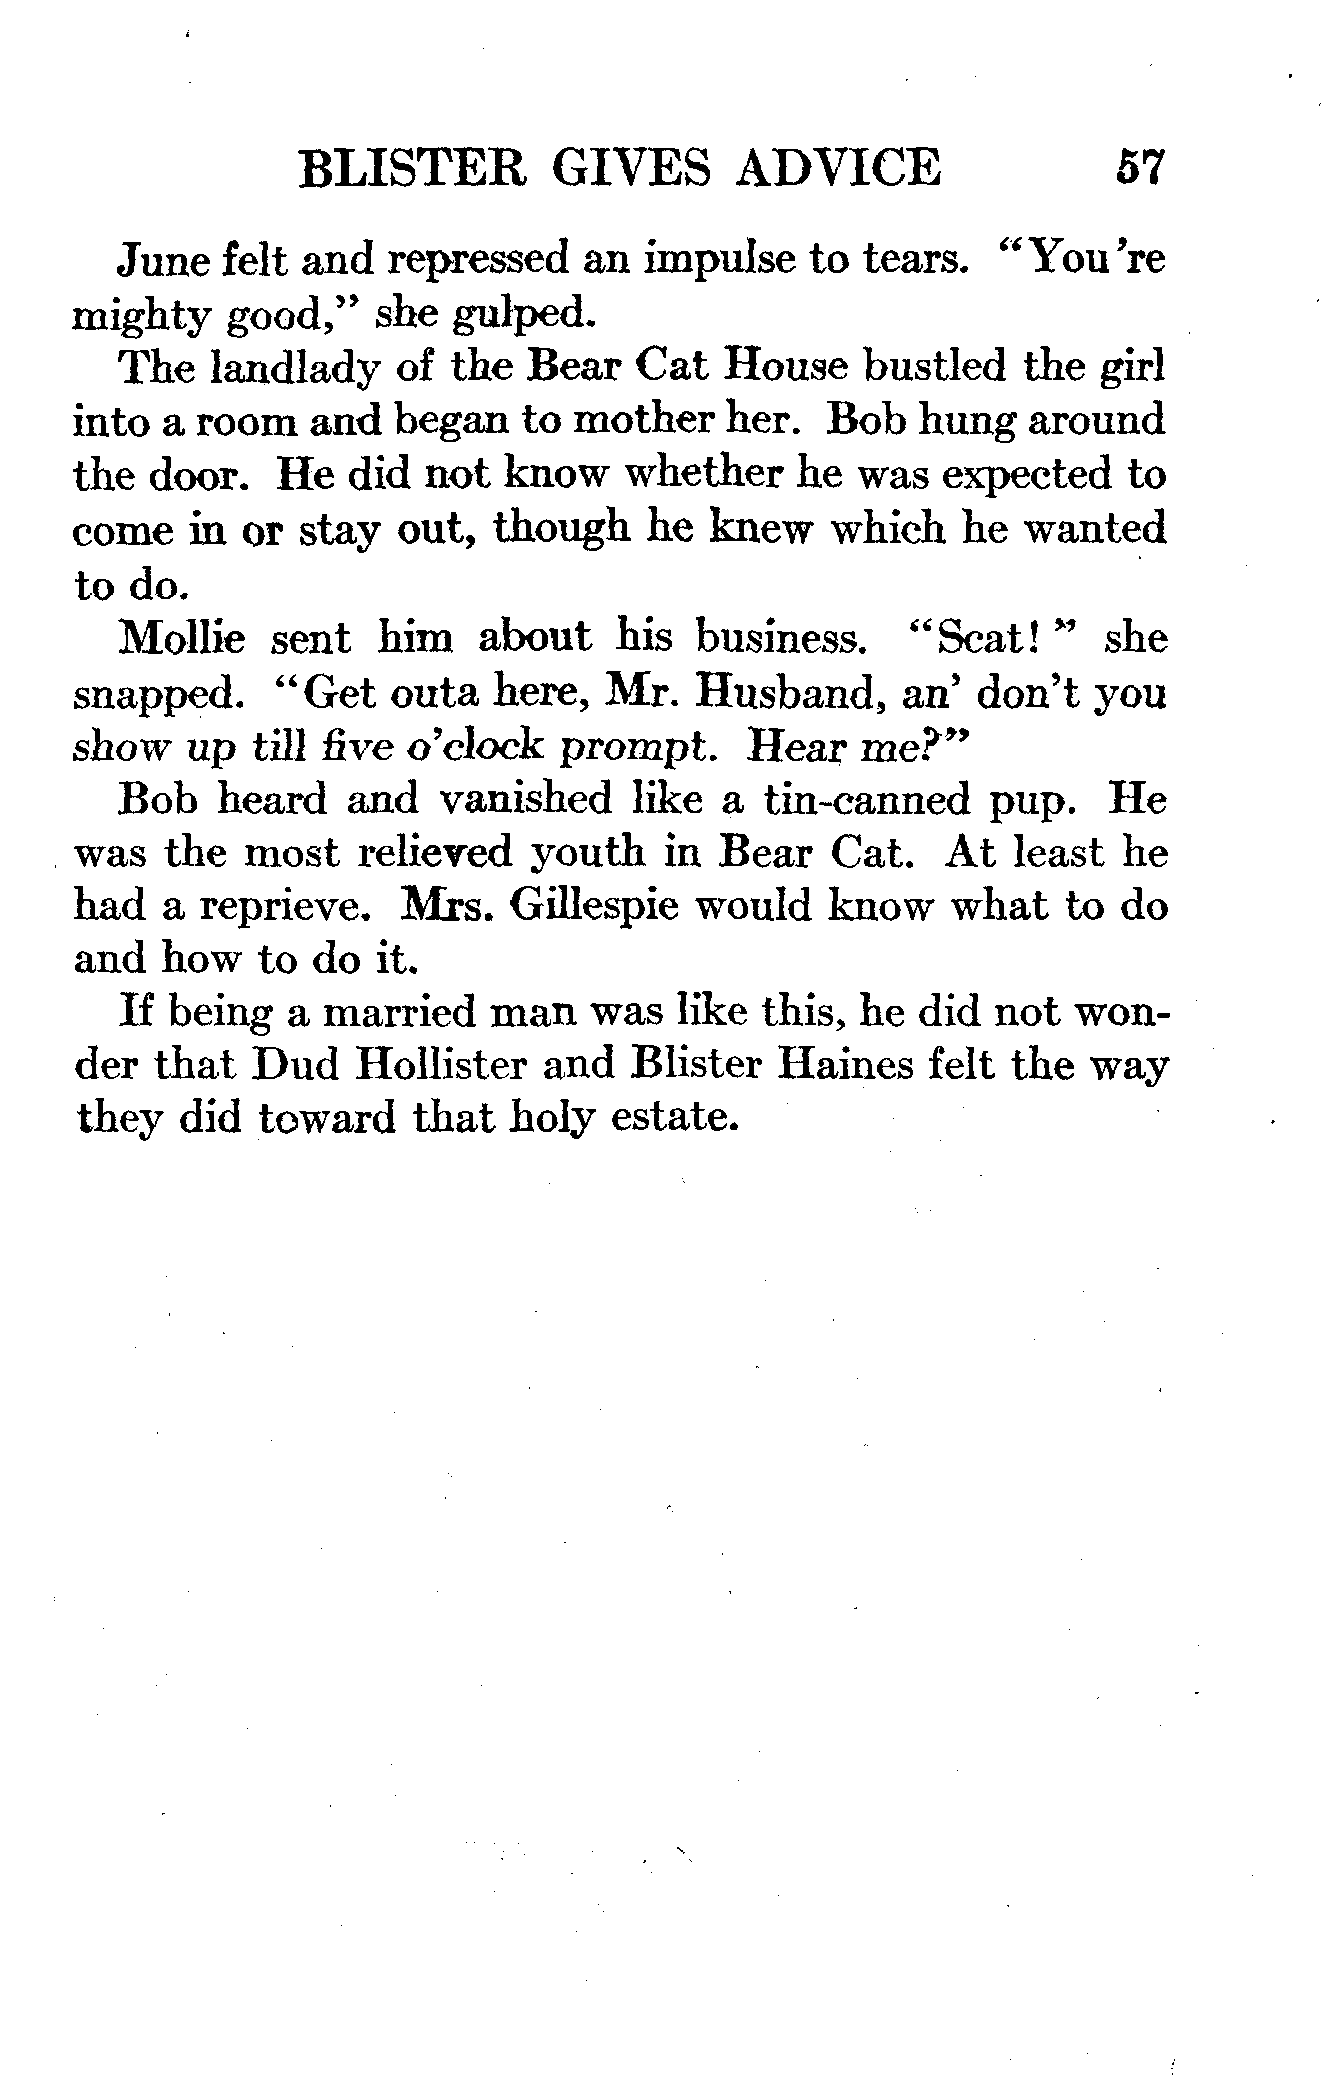 BLISTER GIVES ADVICE 57
June felt and repressed an impulse to tears. "You're
mighty good," she gulped.
The landlady of the Bear Cat House bustled the girl
into a room and began to mother her. Bob hung around
the door. He did not know whether he was expected to
come in or stay out, though he knew which he wanted
to do.
Mollie sent him about his business. "Scat!" she
snapped. "Get outa here, Mr. Husband, an' don't you
show up till five o'clock prompt. Hear me?"
Bob heard and vanished like a tin-canned pup. He
was the most relieved youth in Bear Cat. At least he
had a reprieve. Mrs. Gillespie would know what to do
and how to do it.
If being a married man was like this, he did not won-
der that Dud Hollister and Blister Haines felt the way
they did toward that holy estate.